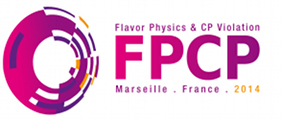 Flavor Physics & CP Violation
FPCP
Marseille . France . 2014